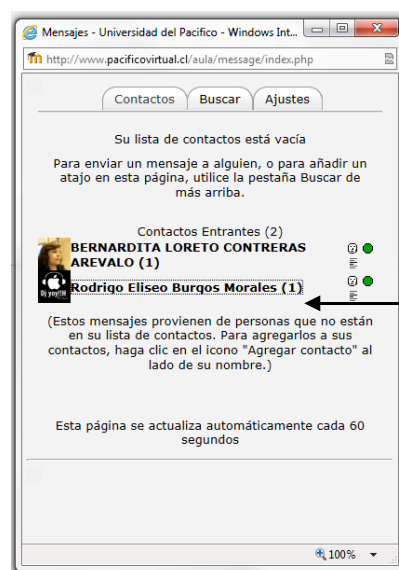 Mensajes - Universidad del Pacifico - Windows Int...
http://www.pacificovirtual.cl/aula/message/index.php
Contactos Buscar Ajustes
Su lista de contactos está vacía
Para enviar un mensaje a alguien, o para añadir un
atajo en esta página, utilice la pestaña Buscar de
más arriba.
Contactos Entrantes (2)
BERNARDITA LORETO CONTRERAS
AREVALO (1)
Rodrigo Eliseo Burgos Morales (1)
(Estos mensajes provienen de personas que no están
en su lista de contactos. Para agregarlos a sus
contactos, haga clic en el icono "Agregar contacto" al
lado de su nombre.)
Esta página se actualiza automáticamente cada 60
segundos
100%